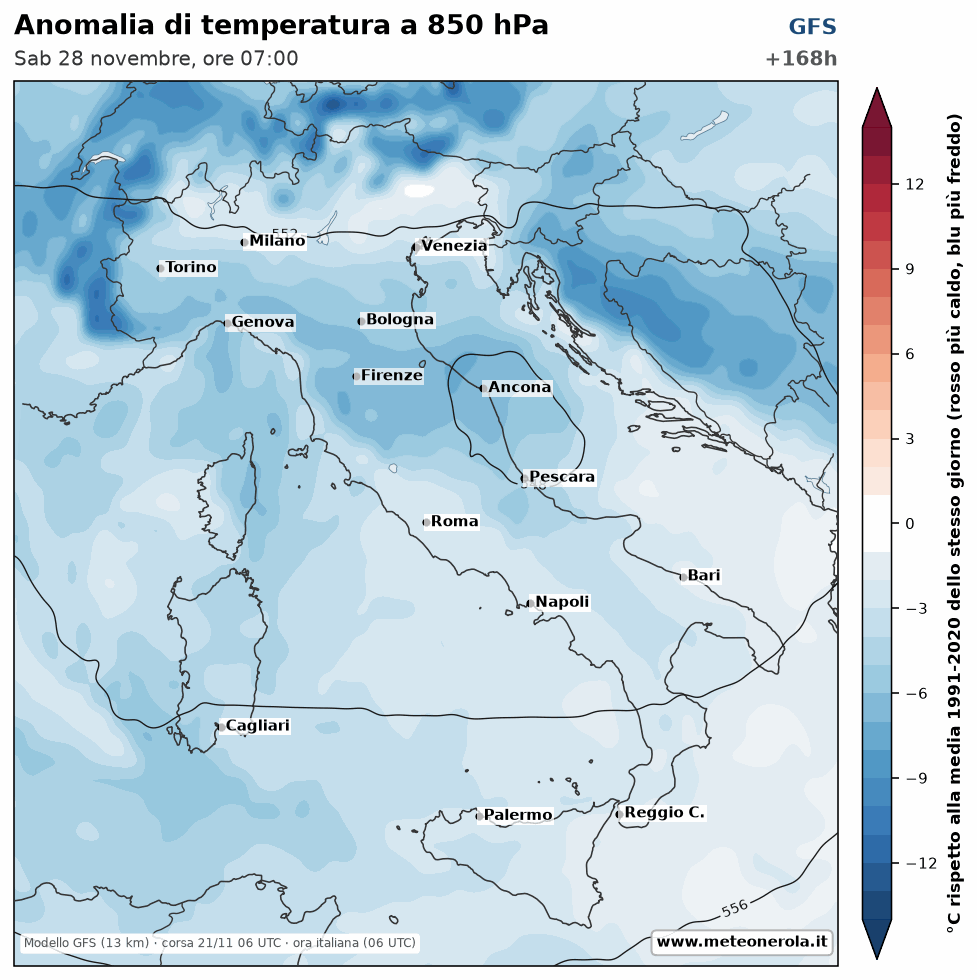 Anomalia di temperatura a 850 hPa
GFS
Sab 28 novembre, ore 07:00
+168h
552
Milano
Venezia
Torino
Genova
Bologna
Firenze
Ancona
Pescara
Roma
Bari
Napoli
Cagliari
Palermo
Reggio C.
556
Modello GFS (13 km) · corsa 21/11 06 UTC · ora italiana (06 UTC)
www.meteonerola.it
12
9
6
3
0
−3
−6
−9
−12
°C rispetto alla media 1991-2020 dello stesso giorno (rosso più caldo, blu più freddo)